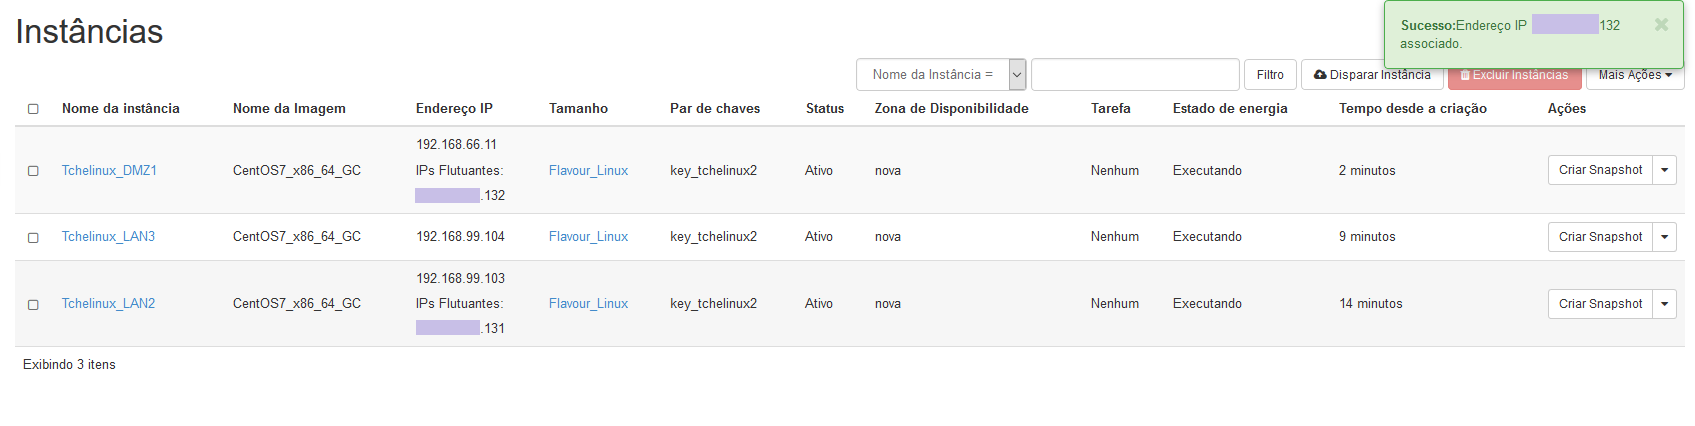 Instâncias
Sucesso:Endereço IP 132
associado.
Nome da Instância =
Filtro
Disparar Instância
Excluir Instâncias
Mais Ações
Nome da instância Nome da Imagem Endereço IP Tamanho Par de chaves Status Zona de Disponibilidade Tarefa Estado de energia Tempo desde a criação Ações
192.168.66.11
Tchelinux_DMZ1 CentOS7_x86_64_GC IPs Flutuantes: Flavour_Linux key_tchelinux2 Ativo nova Nenhum Executando 2 minutos Criar Snapshot
.132
Tchelinux_LAN3 CentOS7_x86_64_GC 192.168.99.104 Flavour_Linux key_tchelinux2 Ativo nova Nenhum Executando 9 minutos Criar Snapshot
192.168.99.103
Tchelinux_LAN2 CentOS7_x86_64_GC IPs Flutuantes: Flavour_Linux key_tchelinux2 Ativo nova Nenhum Executando 14 minutos Criar Snapshot
.131
Exibindo 3 itens